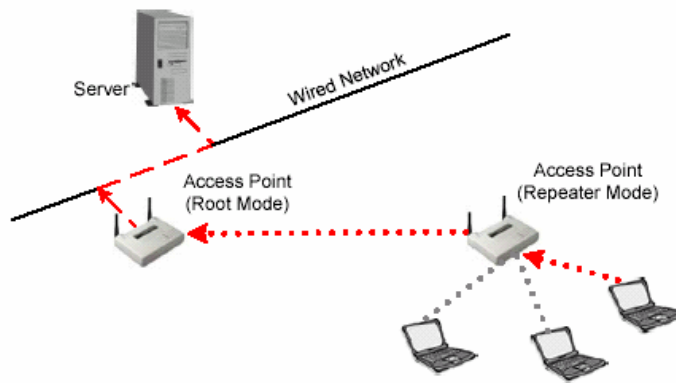 Wired Network
Server
Access Point
(Root Mode)
Access Point
(Repeater Mode)